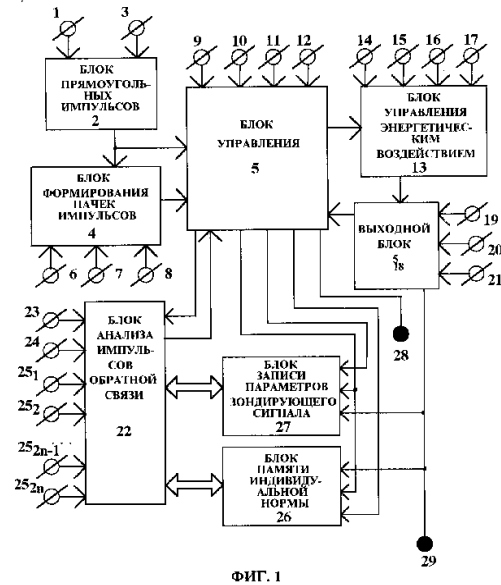 1
3
БЛОК
ПРЯМОУГОЛЬ-
НЫХ
ИМПУЛЬСОВ
2
9
10
11
12
БЛОК
УПРАВЛЕНИЯ
5
14
15
16
17
БЛОК
УПРАВЛЕНИЯ
ЭНЕРГЕТИЧЕС-
КИМ
ВОЗДЕЙСТВИЕМ
13
БЛОК
ФОРМИРОВАНИЯ
ПАЧЕК
ИМПУЛЬСОВ
4
6
7
8
ВЫХОДНОЙ
БЛОК
5
18
19
20
21
28
23
24
25₁
25₂
25₂ₙ₋₁
25₂ₙ
БЛОК
АНАЛИЗА
ИМПУЛЬ-
СОВ
ОБРАТНОЙ
СВЯЗИ
22
БЛОК
ЗАПИСИ
ПАРАМЕТРОВ
ЗОНДИРУЮЩЕГО
СИГНАЛА
27
БЛОК
ПАМЯТИ
ИНДИВИДУ-
АЛЬНОЙ
НОРМЫ
26
29
ФИГ. 1